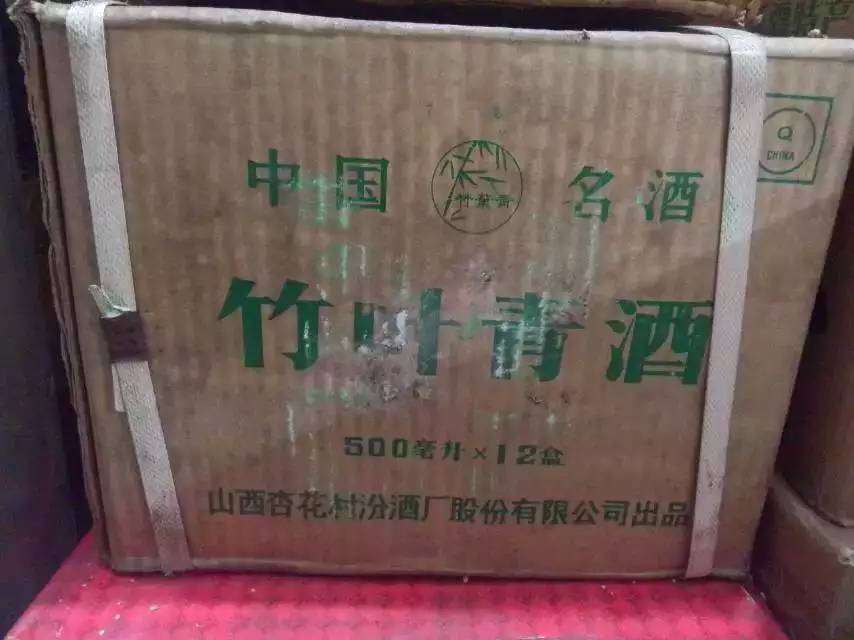 中国 竹葉青 名酒
Q
CHINA
竹叶青酒
500毫升×12盒
山西杏花村汾酒厂股份有限公司出品